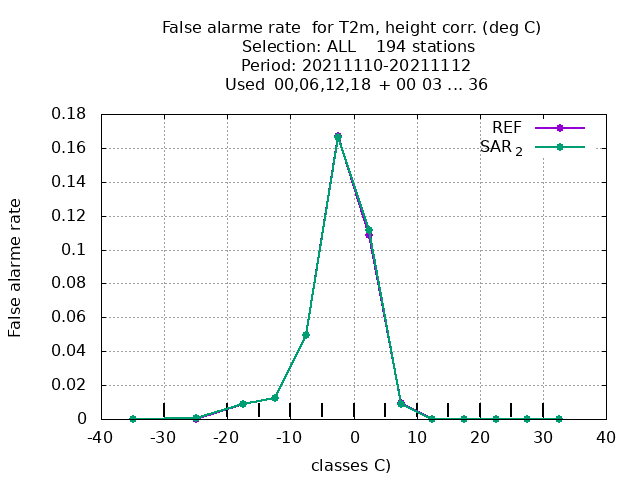 False alarme rate  for T2m, height corr. (deg C)
Selection: ALL    194 stations
Period: 20211110-20211112
Used  00,06,12,18  + 00 03 ... 36
REF
SAR 2
False alarme rate
0.18
0.16
0.14
0.12
0.1
0.08
0.06
0.04
0.02
0
-40 -30 -20 -10 0 10 20 30 40
classes C)